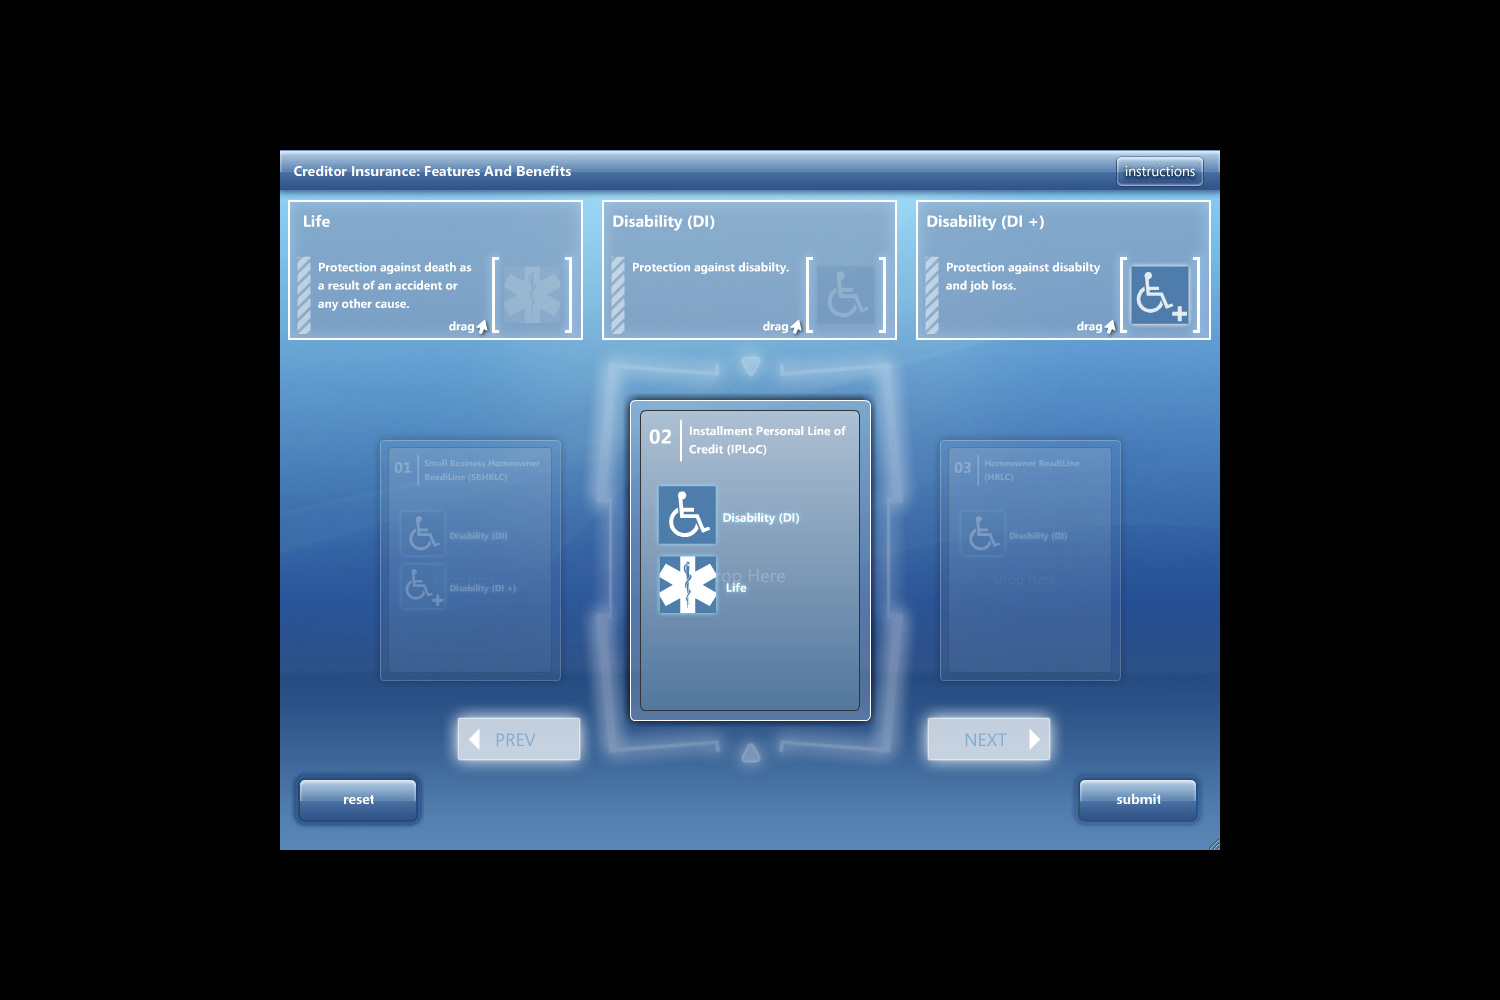 Creditor Insurance: Features And Benefits
instructions
Life
Protection against death as
a result of an accident or
any other cause.
drag
Disability (DI)
Protection against disabilty.
drag
Disability (DI +)
Protection against disabilty
and job loss.
drag
01
Small Business Homeowner
ReadiLine (SBHRLC)
Disability (DI)
Drop Here
Disability (DI +)
02
Installment Personal Line of
Credit (IPLoC)
Disability (DI)
rop Here
Life
03
Homeowner ReadiLine
(HRLC)
Disability (DI)
Drop Here
PREV
NEXT
reset
submit